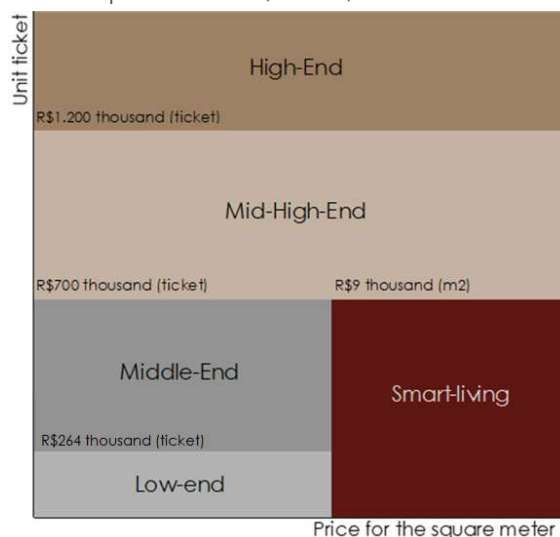 Unit ticket
High-End
R$1.200 thousand (ticket)
Mid-High-End
R$700 thousand (ticket)
R$9 thousand (m2)
Middle-End
Smart-living
R$264 thousand (ticket)
Low-end
Price for the square meter